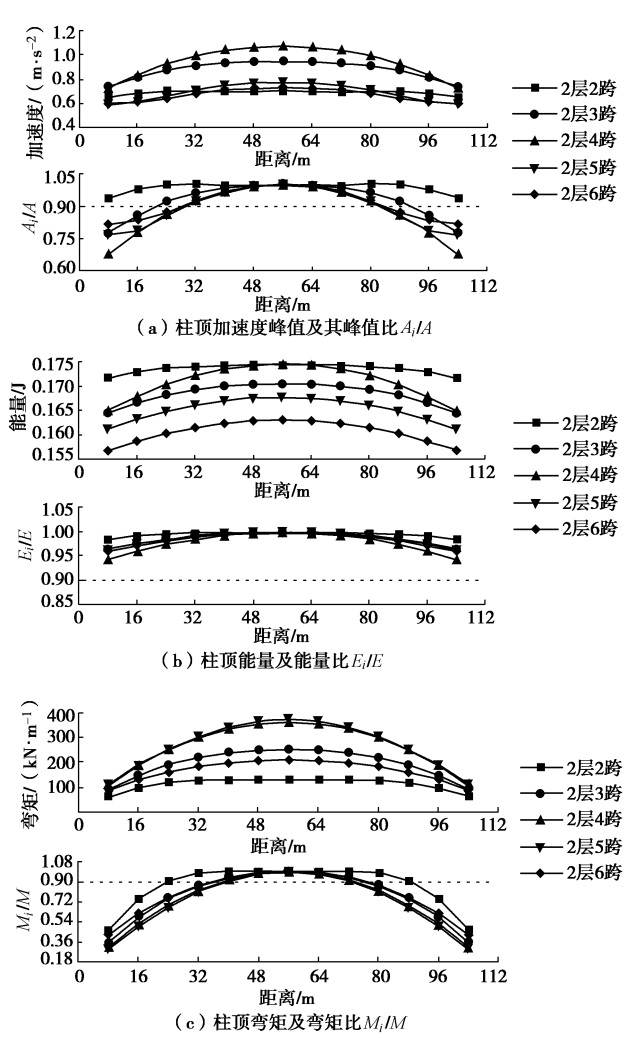 加速度/(m·s⁻²)
1.2
1.0
0.8
0.6
0.4
0 16 32 48 64 80 96 112
距离/m
2层2跨
2层3跨
2层4跨
2层5跨
2层6跨
Aᵢ/A
1.05
0.90
0.75
0.60
0 16 32 48 64 80 96 112
距离/m
(a)柱顶加速度峰值及其峰值比Aᵢ/A
能量/J
0.175
0.170
0.165
0.160
0.155
0 16 32 48 64 80 96 112
距离/m
2层2跨
2层3跨
2层4跨
2层5跨
2层6跨
Eᵢ/E
1.05
1.00
0.95
0.90
0.85
0 16 32 48 64 80 96 112
距离/m
(b)柱顶能量及能量比Eᵢ/E
弯矩/(kN·m⁻¹)
400
300
200
100
0 16 32 48 64 80 96 112
距离/m
2层2跨
2层3跨
2层4跨
2层5跨
2层6跨
Mᵢ/M
1.08
0.90
0.72
0.54
0.36
0.18
0 16 32 48 64 80 96 112
距离/m
(c)柱顶弯矩及弯矩比Mᵢ/M